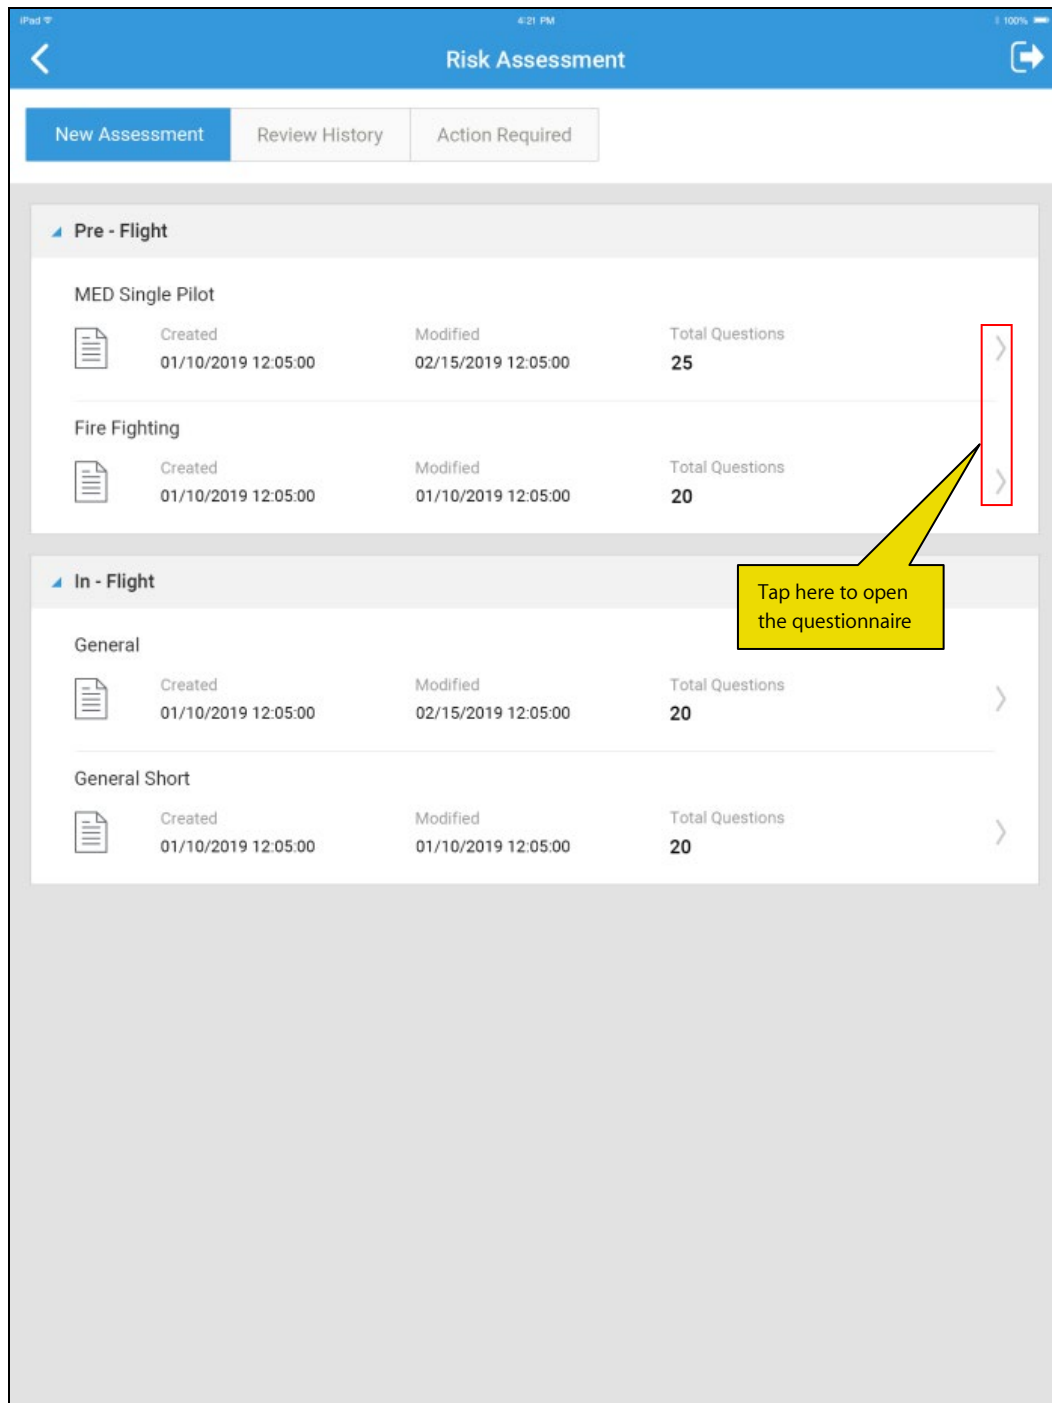 iPad 4:21 PM 100%
Risk Assessment
New Assessment Review History Action Required
Pre - Flight
MED Single Pilot
Created Modified Total Questions
01/10/2019 12:05:00 02/15/2019 12:05:00 25
Fire Fighting
Created Modified Total Questions
01/10/2019 12:05:00 01/10/2019 12:05:00 20
In - Flight
Tap here to open
the questionnaire
General
Created Modified Total Questions
01/10/2019 12:05:00 02/15/2019 12:05:00 20
General Short
Created Modified Total Questions
01/10/2019 12:05:00 01/10/2019 12:05:00 20